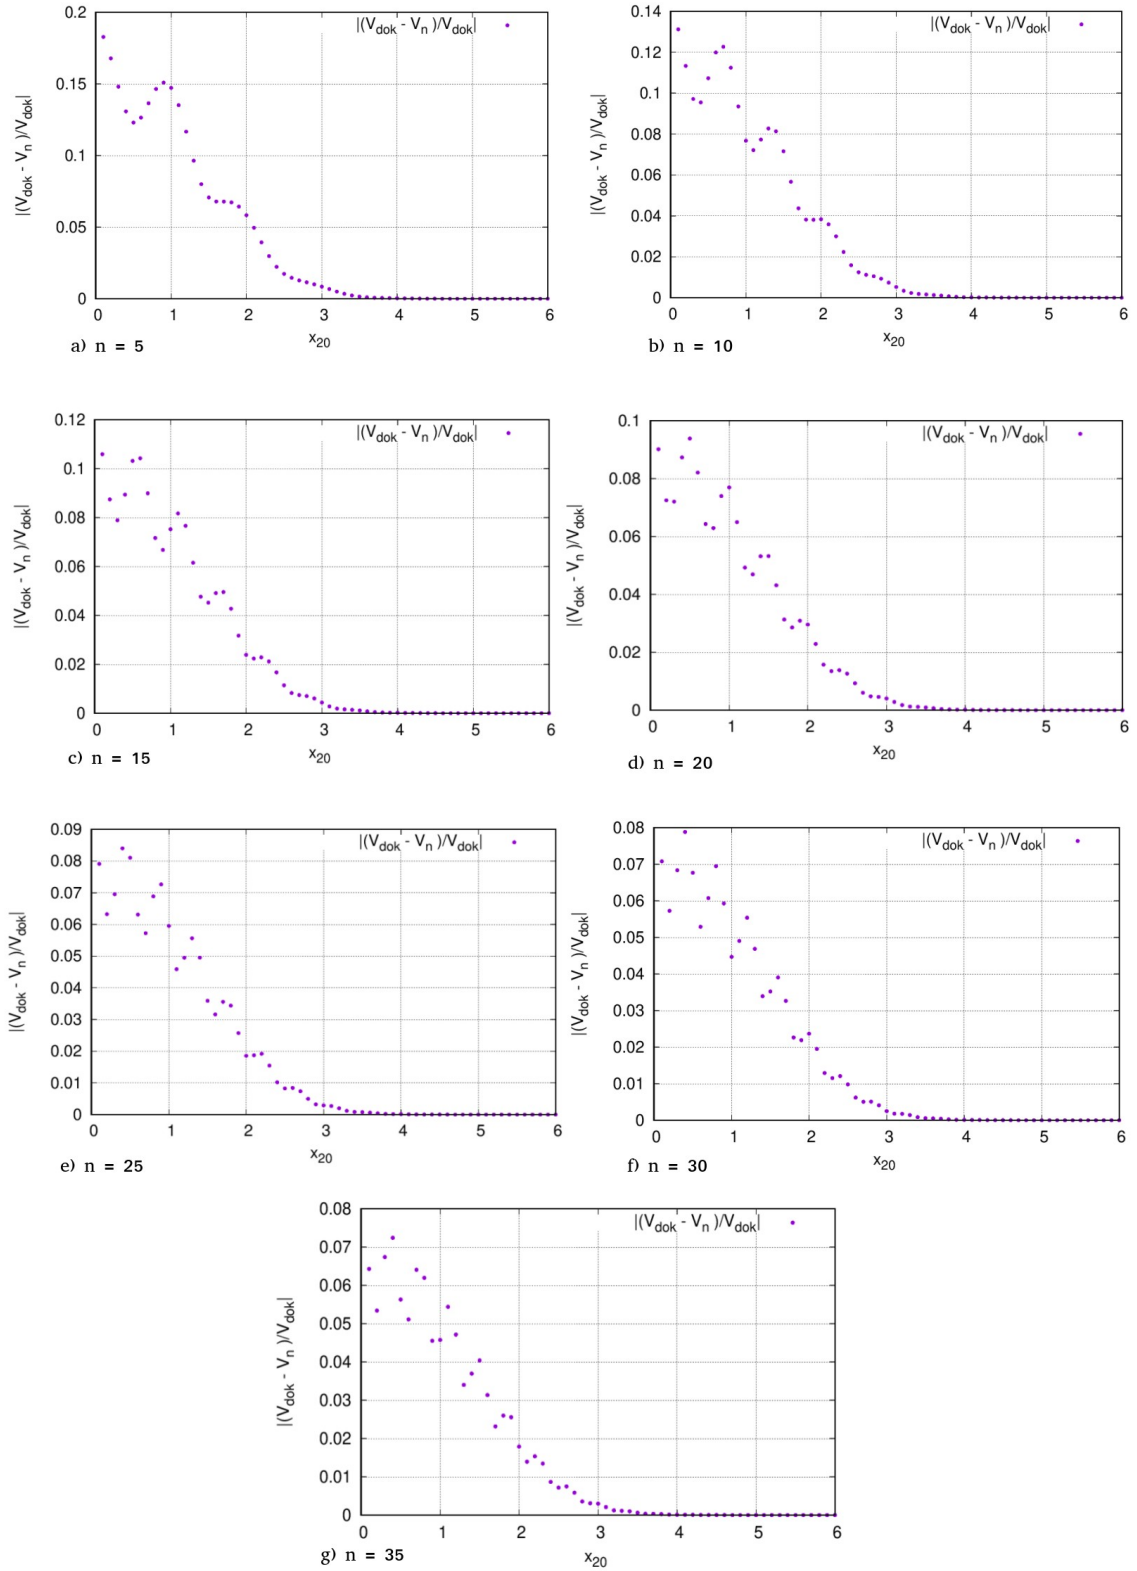 |(V_dok - V_n )/V_dok|
0.2
0.15
0.1
0.05
0
|(V_dok - V_n )/V_dok|
0 1 2 3 4 5 6
x_20
a) n = 5
|(V_dok - V_n )/V_dok|
0.14
0.12
0.1
0.08
0.06
0.04
0.02
0
|(V_dok - V_n )/V_dok|
0 1 2 3 4 5 6
x_20
b) n = 10
|(V_dok - V_n )/V_dok|
0.12
0.1
0.08
0.06
0.04
0.02
0
|(V_dok - V_n )/V_dok|
0 1 2 3 4 5 6
x_20
c) n = 15
|(V_dok - V_n )/V_dok|
0.1
0.08
0.06
0.04
0.02
0
|(V_dok - V_n )/V_dok|
0 1 2 3 4 5 6
x_20
d) n = 20
|(V_dok - V_n )/V_dok|
0.09
0.08
0.07
0.06
0.05
0.04
0.03
0.02
0.01
0
|(V_dok - V_n )/V_dok|
0 1 2 3 4 5 6
x_20
e) n = 25
|(V_dok - V_n )/V_dok|
0.08
0.07
0.06
0.05
0.04
0.03
0.02
0.01
0
|(V_dok - V_n )/V_dok|
0 1 2 3 4 5 6
x_20
f) n = 30
|(V_dok - V_n )/V_dok|
0.08
0.07
0.06
0.05
0.04
0.03
0.02
0.01
0
|(V_dok - V_n )/V_dok|
0 1 2 3 4 5 6
x_20
g) n = 35